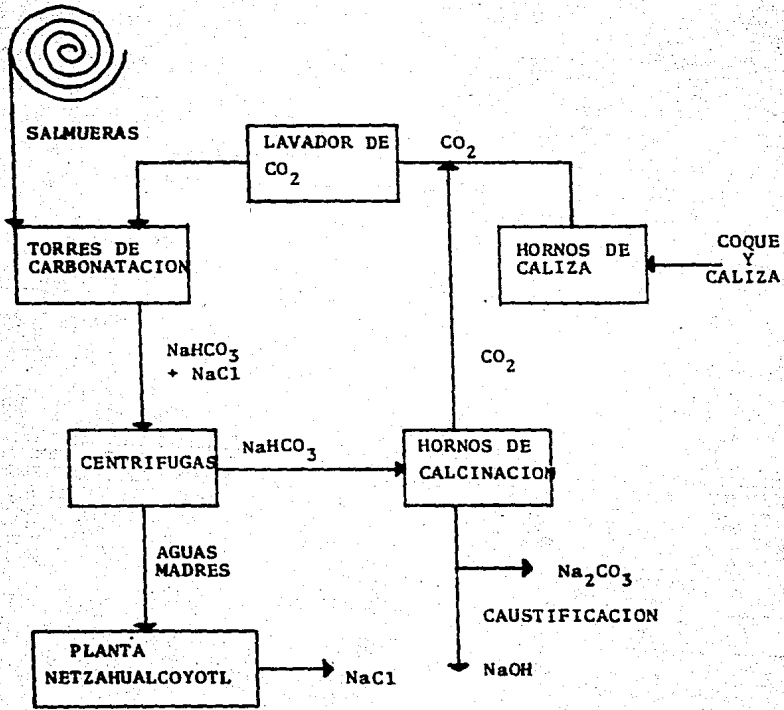 SALMUERAS
LAVADOR DE
CO2
CO2
TORRES DE
CARBONATACION
HORNOS DE
CALIZA
COQUE
Y
CALIZA
NaHCO3
+ NaCl
CO2
CENTRIFUGAS
NaHCO3
HORNOS DE
CALCINACION
AGUAS
MADRES
Na2CO3
CAUSTIFICACION
PLANTA
NETZAHUALCOYOTL
NaCl
NaOH